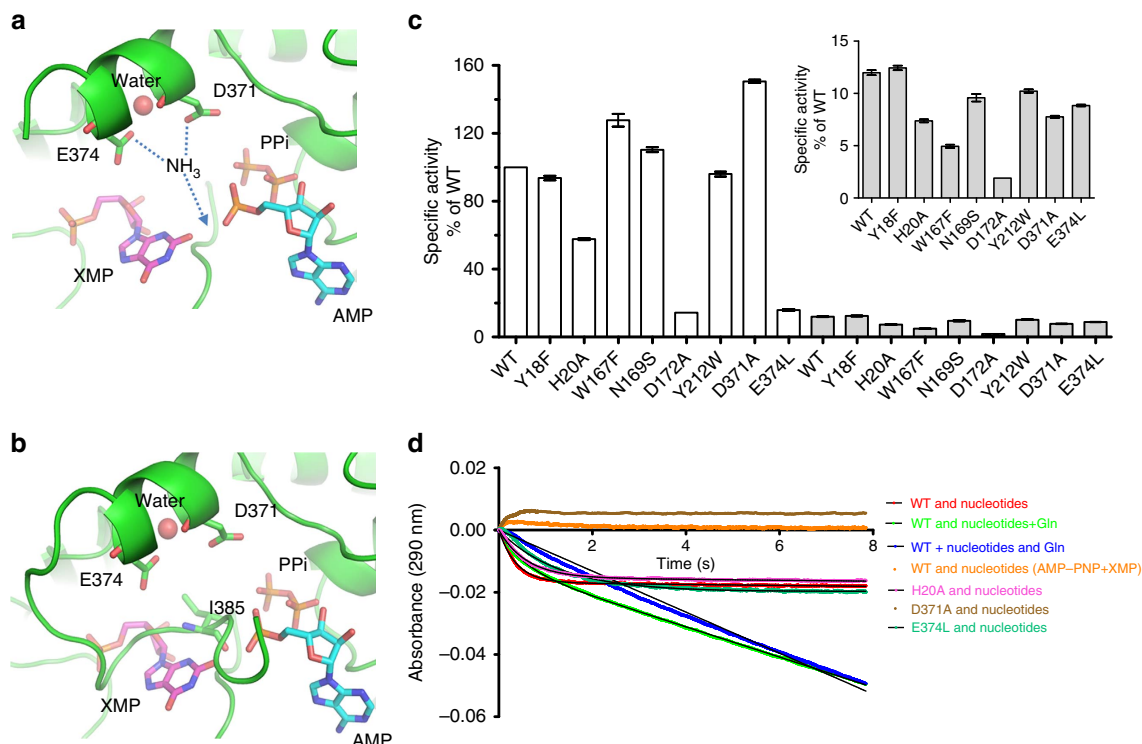 a
Water
D371
E374
NH3
PPi
XMP
AMP
b
Water
D371
E374
PPi
I385
XMP
AMP
c
Specific activity
% of WT
160
120
80
40
0
WT
Y18F
H20A
W167F
N169S
D172A
Y212W
D371A
E374L
WT
Y18F
H20A
W167F
N169S
D172A
Y212W
D371A
E374L
Specific activity
% of WT
15
10
5
0
WT
Y18F
H20A
W167F
N169S
D172A
Y212W
D371A
E374L
d
Absorbance (290 nm)
0.02
0.00
−0.02
−0.04
−0.06
2
4
6
8
Time (s)
WT and nucleotides
WT and nucleotides+Gln
WT + nucleotides and Gln
WT and nucleotides (AMP–PNP+XMP)
H20A and nucleotides
D371A and nucleotides
E374L and nucleotides